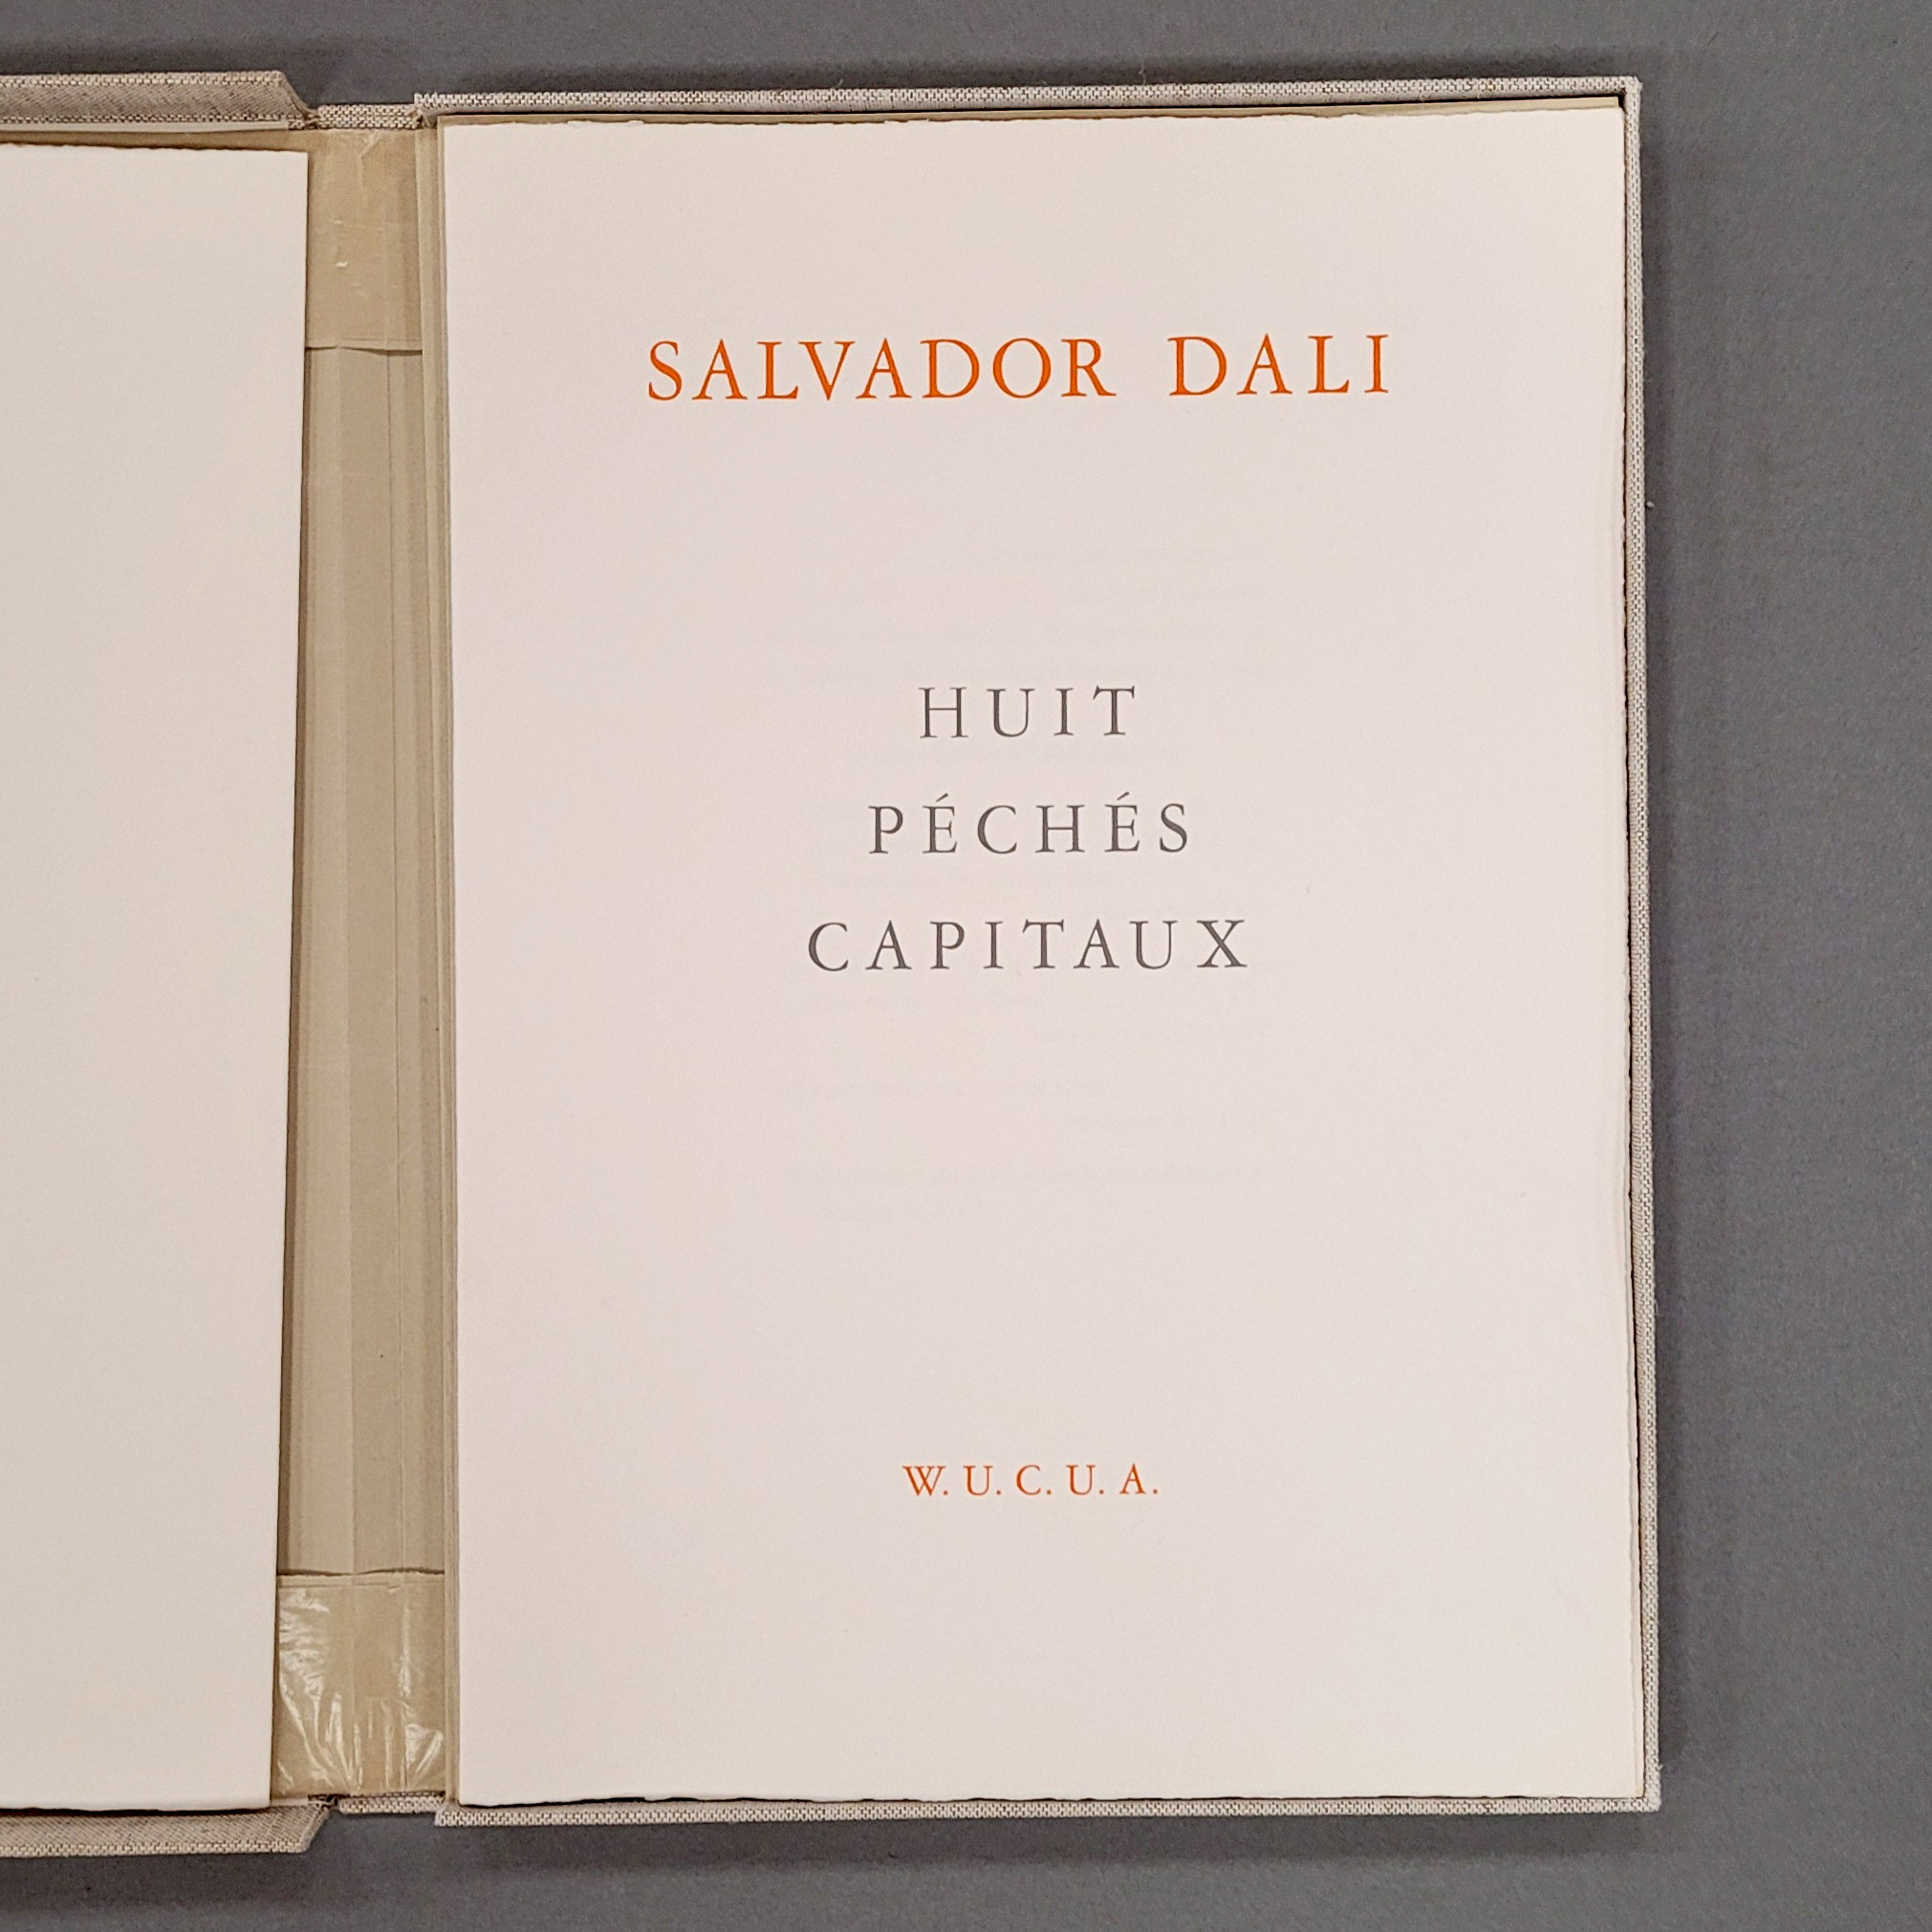 SALVADOR DALI
HUIT
PÉCHÉS
CAPITAUX
W. U. C. U. A.